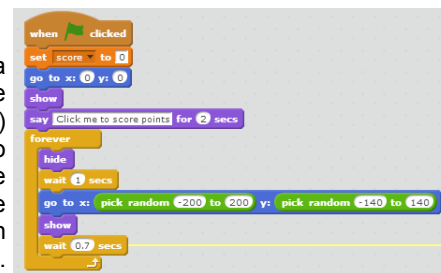 when clicked
set score to 0
go to x: 0 y: 0
show
say Click me to score points for 2 secs
forever
hide
wait 1 secs
go to x: pick random -200 to 200 y: pick random -140 to 140
show
wait 0.7 secs